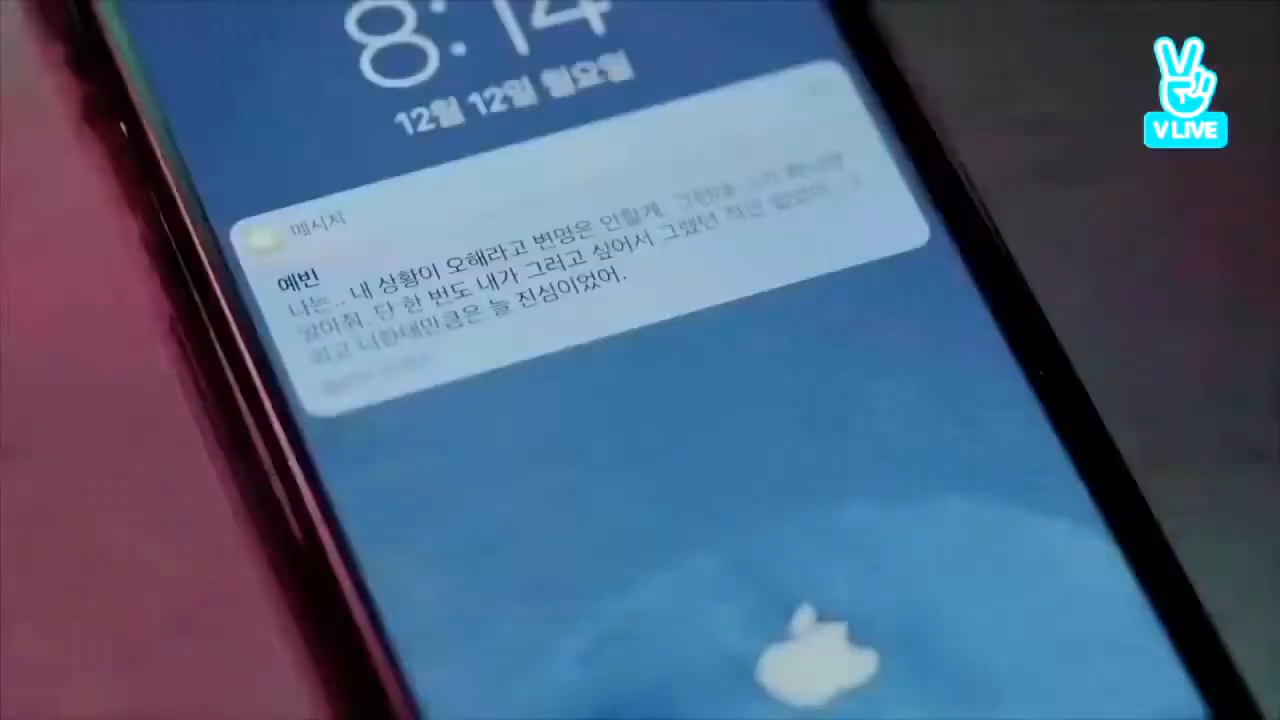 8:14
12월 12일 월요일
메시지
예빈
나는.. 내 상황이 오해라고 변명은 안할게.
알아줘. 단 한 번도 내가 그러고 싶어서 그랬던 적은 없었어.
너한테만큼은 늘 진심이었어.
V LIVE